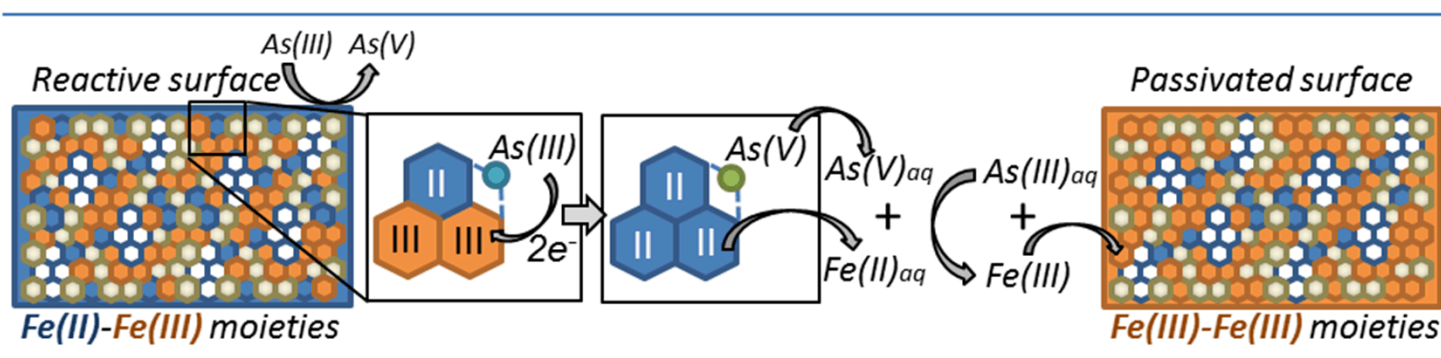 As(III) As(V)
Reactive surface
Passivated surface
II
III III
As(III)
2e⁻
II
II II
As(V)
As(V)aq
+
Fe(II)aq
As(III)aq
+
Fe(III)
Fe(II)-Fe(III) moieties
Fe(III)-Fe(III) moieties